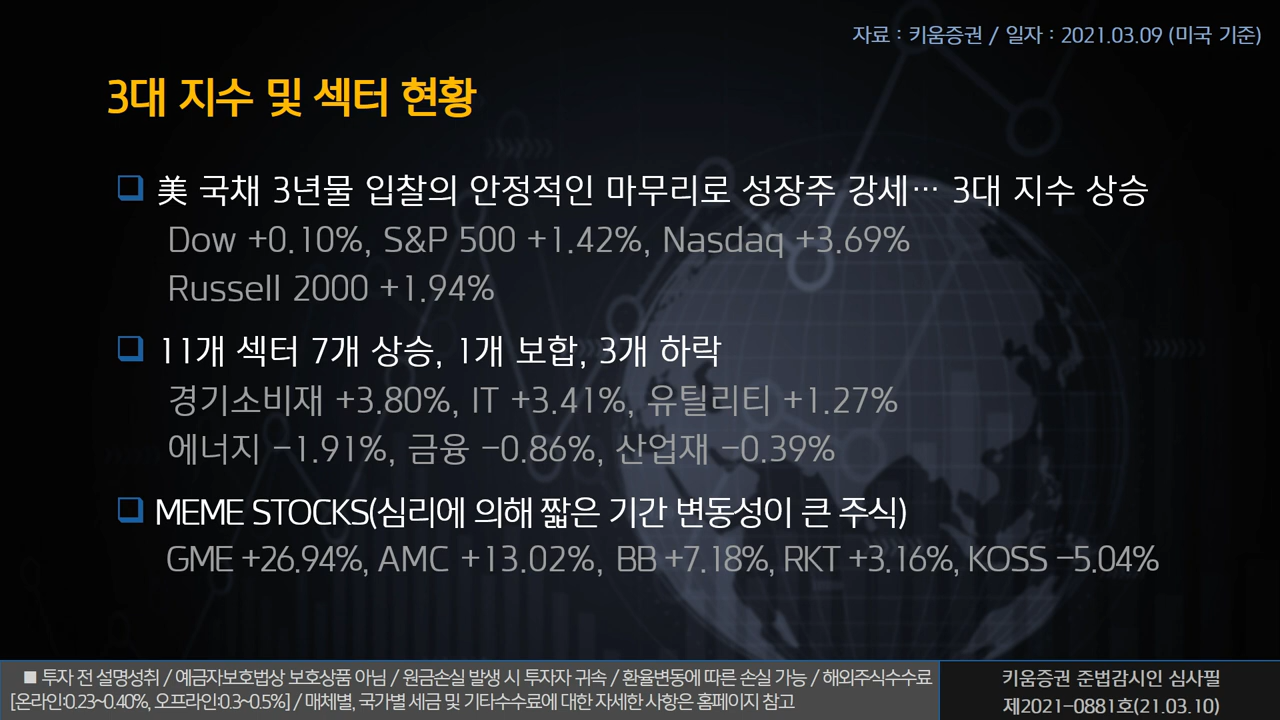 자료 : 키움증권 / 일자 : 2021.03.09 (미국 기준)
3대 지수 및 섹터 현황
❑ 美 국채 3년물 입찰의 안정적인 마무리로 성장주 강세… 3대 지수 상승
Dow +0.10%, S&P 500 +1.42%, Nasdaq +3.69%
Russell 2000 +1.94%
❑ 11개 섹터 7개 상승, 1개 보합, 3개 하락
경기소비재 +3.80%, IT +3.41%, 유틸리티 +1.27%
에너지 -1.91%, 금융 -0.86%, 산업재 -0.39%
❑ MEME STOCKS(심리에 의해 짧은 기간 변동성이 큰 주식)
GME +26.94%, AMC +13.02%, BB +7.18%, RKT +3.16%, KOSS -5.04%
■ 투자 전 설명성취 / 예금자보호법상 보호상품 아님 / 원금손실 발생 시 투자자 귀속 / 환율변동에 따른 손실 가능 / 해외주식수수료
[온라인:0.23~0.40%, 오프라인:0.3~0.5%] / 매체별, 국가별 세금 및 기타수수료에 대한 자세한 사항은 홈페이지 참고
키움증권 준법감시인 심사필
제2021-0881호(21.03.10)